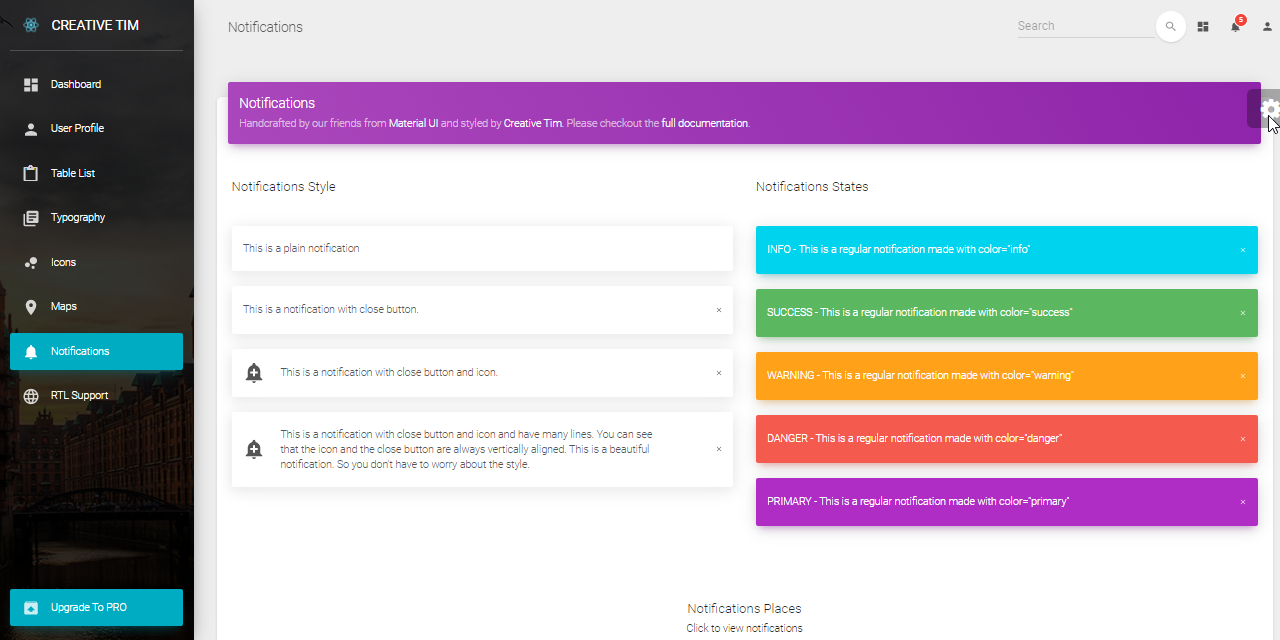 CREATIVE TIM
Dashboard
User Profile
Table List
Typography
Icons
Maps
Notifications
RTL Support
Upgrade To PRO
Notifications
Search
5
Notifications
Handcrafted by our friends from Material UI and styled by Creative Tim. Please checkout the full documentation.
Notifications Style
This is a plain notification
This is a notification with close button.
×
This is a notification with close button and icon.
×
This is a notification with close button and icon and have many lines. You can see
that the icon and the close button are always vertically aligned. This is a beautiful
notification. So you don't have to worry about the style.
×
Notifications States
INFO - This is a regular notification made with color="info"
×
SUCCESS - This is a regular notification made with color="success"
×
WARNING - This is a regular notification made with color="warning"
×
DANGER - This is a regular notification made with color="danger"
×
PRIMARY - This is a regular notification made with color="primary"
×
Notifications Places
Click to view notifications